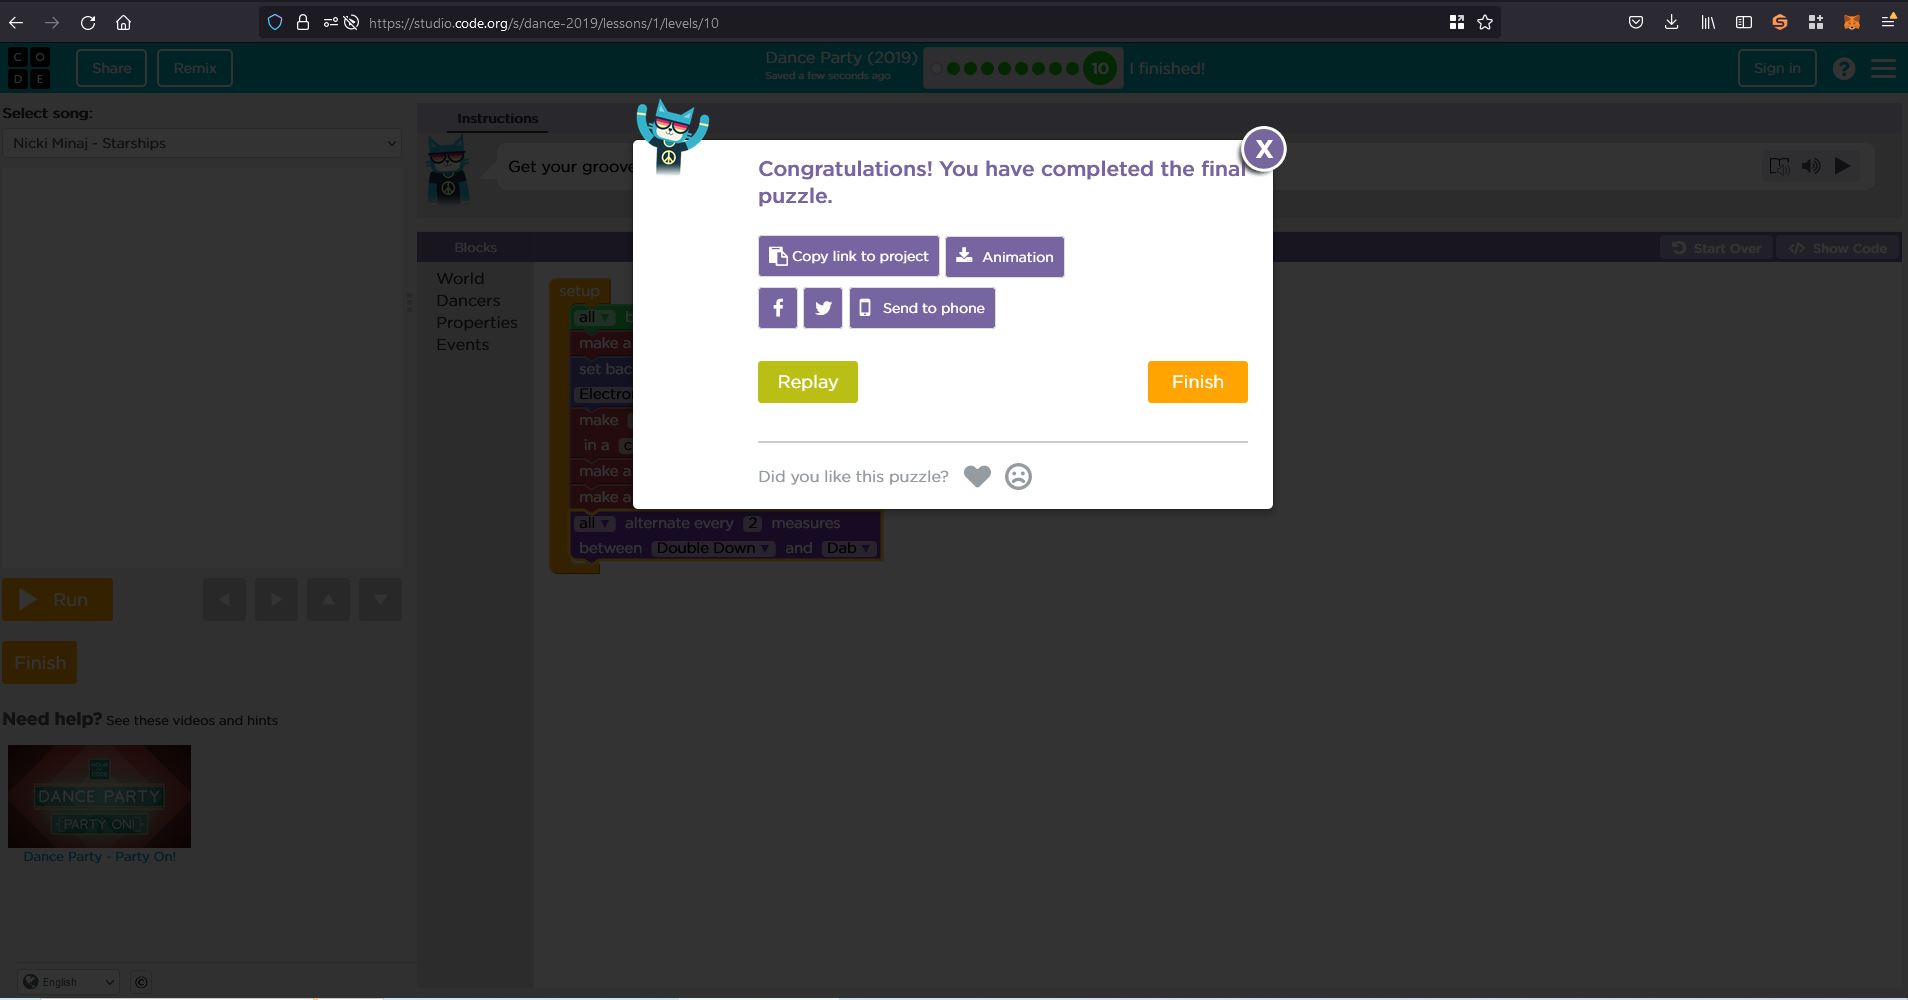 https://studio.code.org/s/dance-2019/lessons/1/levels/10
C O
D E
Share
Remix
Dance Party (2019)
Saved a few seconds ago
10
I finished!
Sign in
?
Select song:
Nicki Minaj - Starships
Instructions
Get your groove
Congratulations! You have completed the final
puzzle.
X
Copy link to project
Animation
Send to phone
Replay
Finish
Did you like this puzzle?
Blocks
Start Over
Show Code
World
Dancers
Properties
Events
setup
all
make a
set bac
Electro
make
in a
make a
make a
all alternate every 2 measures
between Double Down and Dab
Run
Finish
Need help? See these videos and hints
DANCE PARTY
PARTY ON!
Dance Party - Party On!
English
©